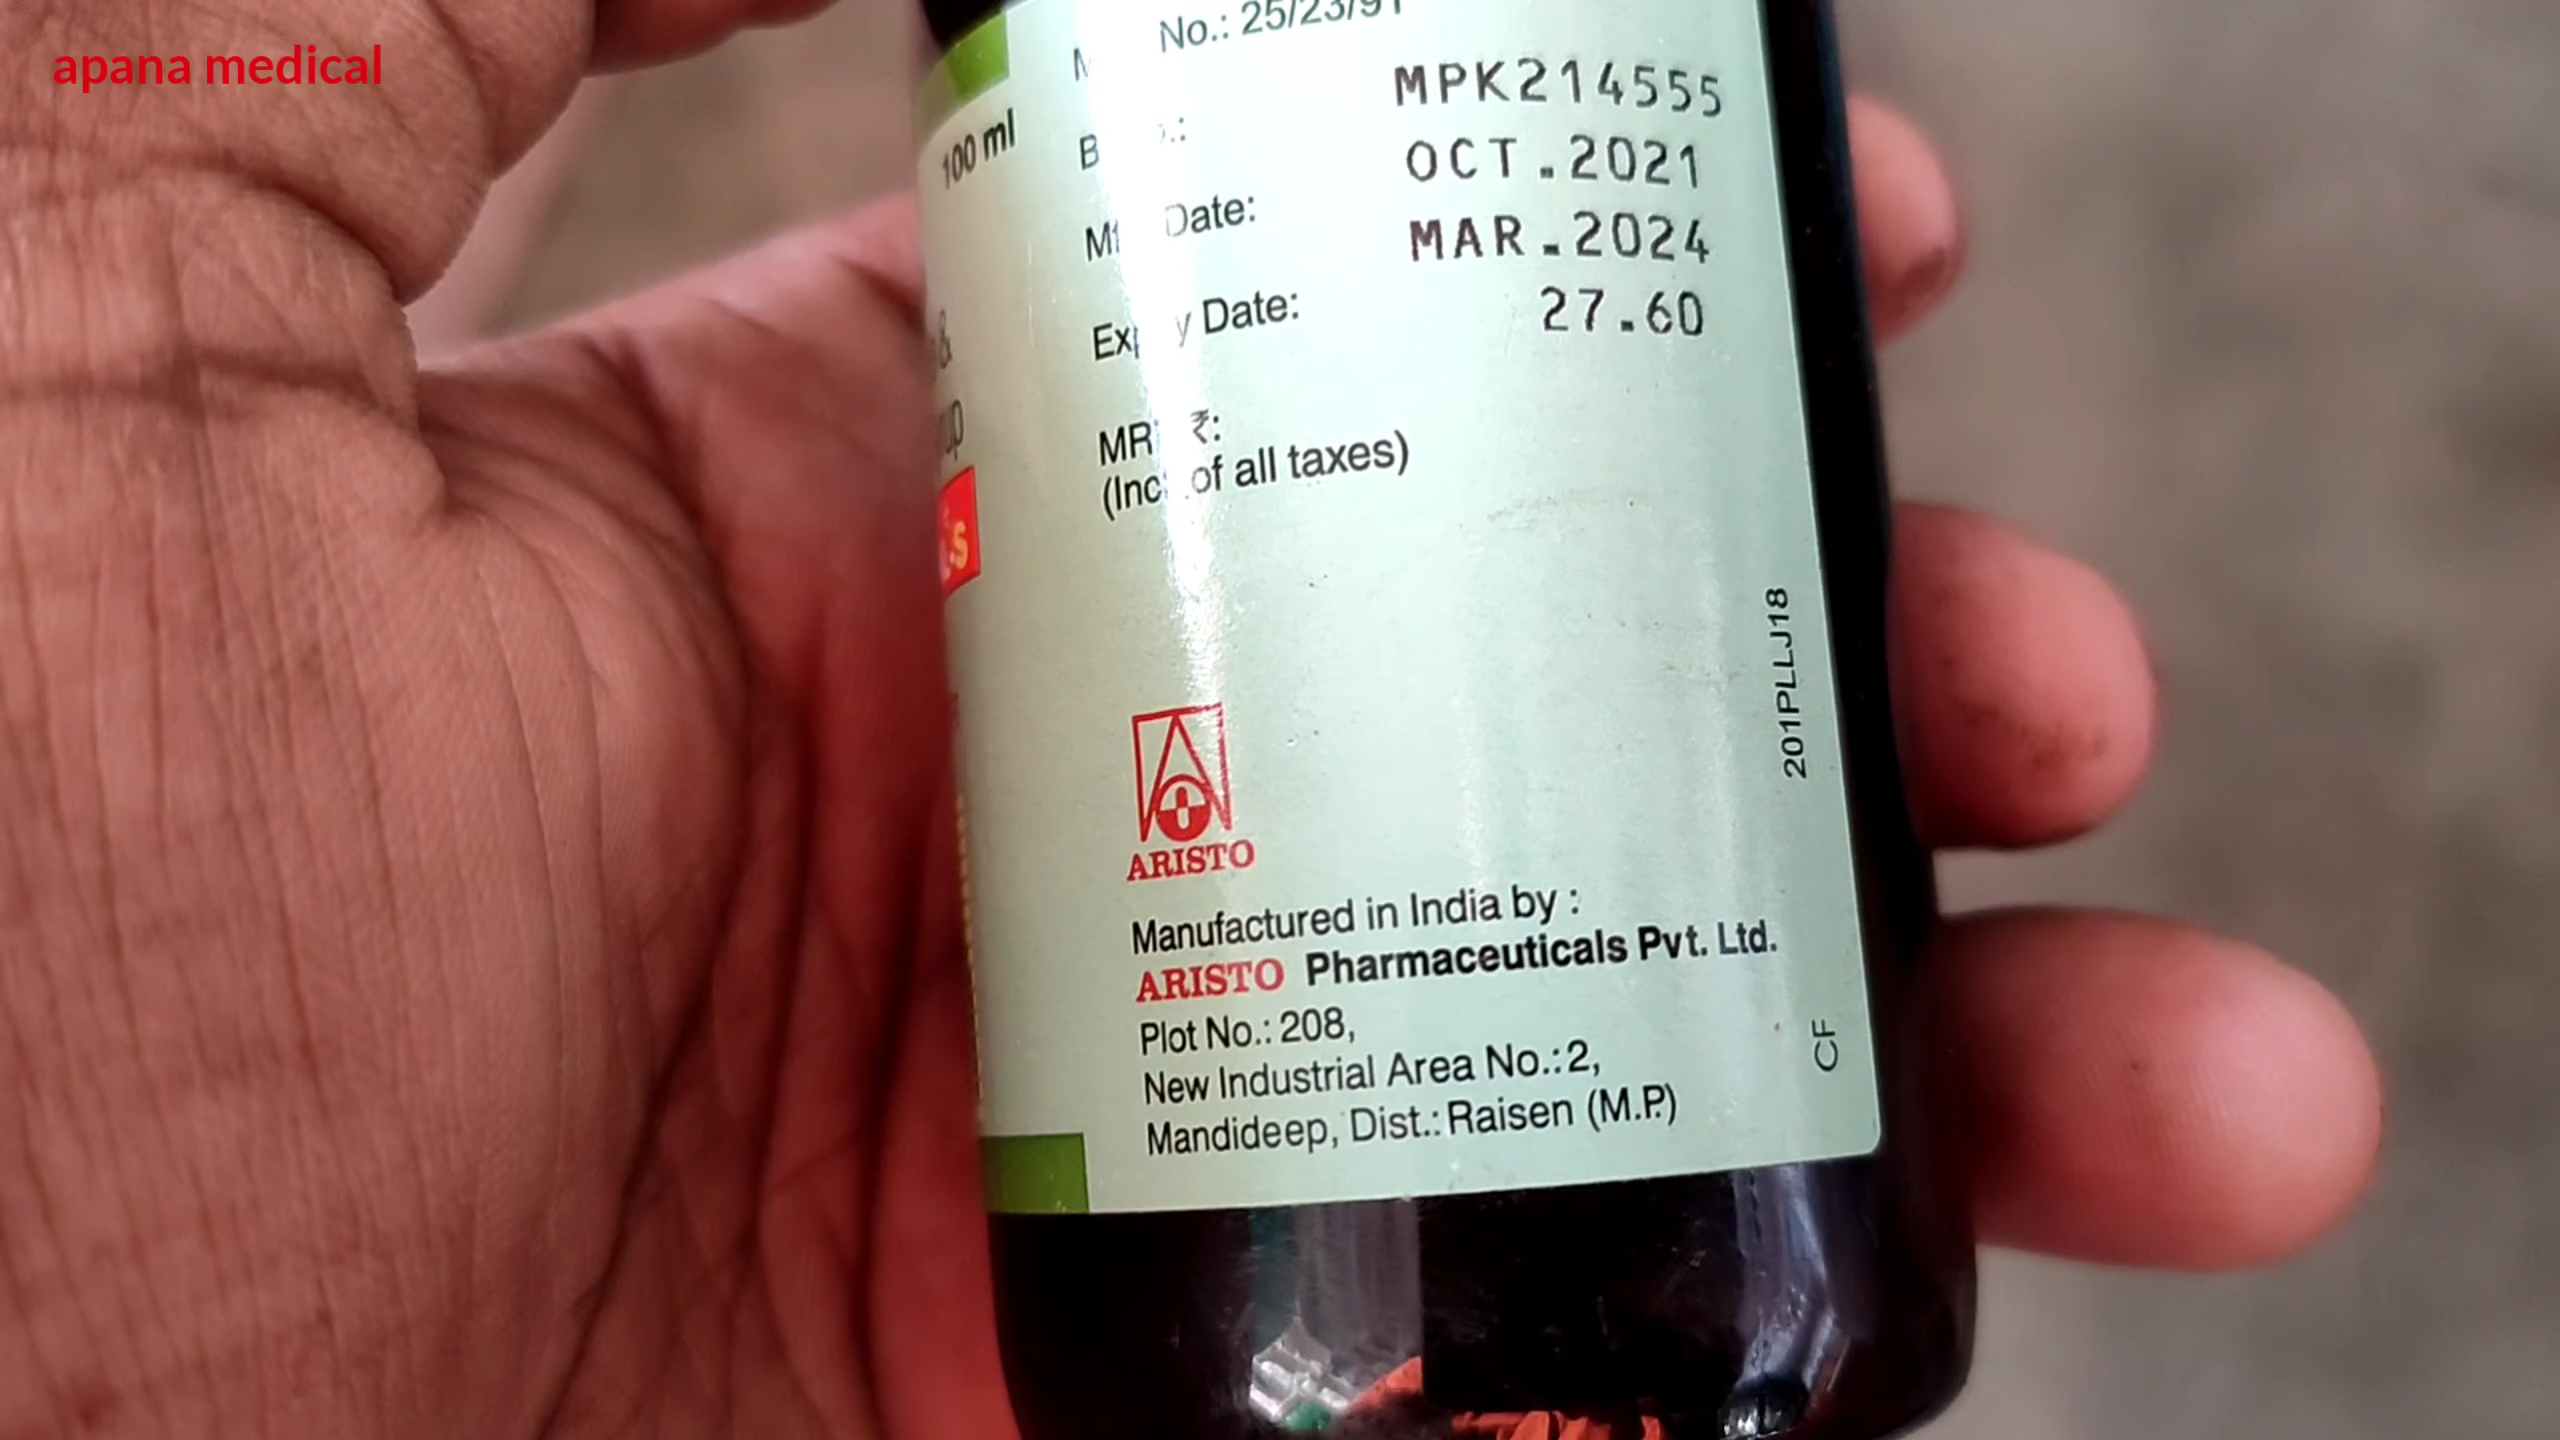 apana medical
No.: 25/23/91
100 ml
MPK214555
OCT.2021
Date:
MAR.2024
Date:
27.60
&
₹:
of all taxes)
201PLLJ18
ARISTO
Manufactured in India by :
ARISTO Pharmaceuticals Pvt. Ltd.
Plot No.: 208,
New Industrial Area No.: 2,
Mandideep, Dist.: Raisen (M.P.)
CF